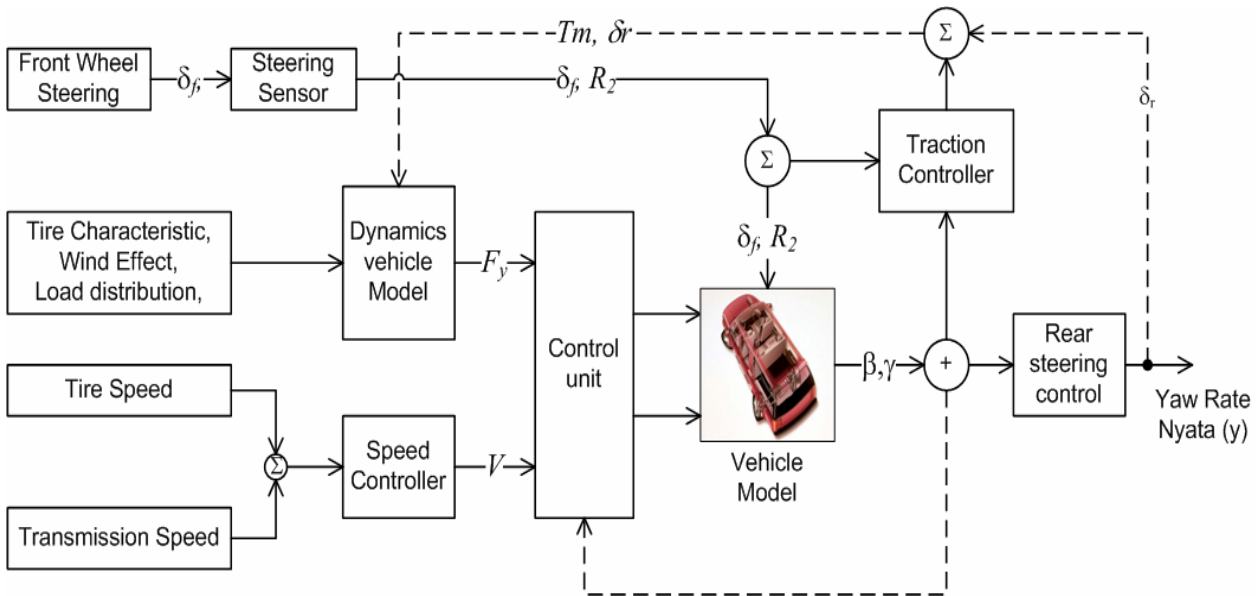 Front Wheel
Steering
δf,
Steering
Sensor
δf, R2
Tm, δr
Σ
δr
Σ
Traction
Controller
Tire Characteristic,
Wind Effect,
Load distribution,
Dynamics
vehicle
Model
Fy
δf, R2
Control
unit
β,γ
+
Rear
steering
control
Yaw Rate
Nyata (y)
Tire Speed
Σ
Speed
Controller
V
Vehicle
Model
Transmission Speed